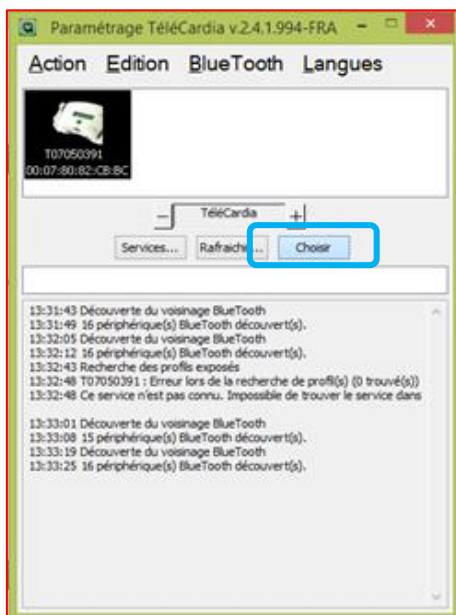 Paramétrage TéléCardia v.2.4.1.994-FRA
Action Edition BlueTooth Langues
T07050391
00:07:80:82:CB:BC
TéléCardia
Services... Rafraichi... Choisir
13:31:43 Découverte du voisinage BlueTooth
13:31:49 16 périphérique(s) BlueTooth découvert(s).
13:32:05 Découverte du voisinage BlueTooth
13:32:12 16 périphérique(s) BlueTooth découvert(s).
13:32:43 Recherche des profils exposés
13:32:48 T07050391 : Erreur lors de la recherche de profil(s) (0 trouvé(s))
13:32:48 Ce service n'est pas connu. Impossible de trouver le service dans
13:33:01 Découverte du voisinage BlueTooth
13:33:08 15 périphérique(s) BlueTooth découvert(s).
13:33:19 Découverte du voisinage BlueTooth
13:33:25 16 périphérique(s) BlueTooth découvert(s).